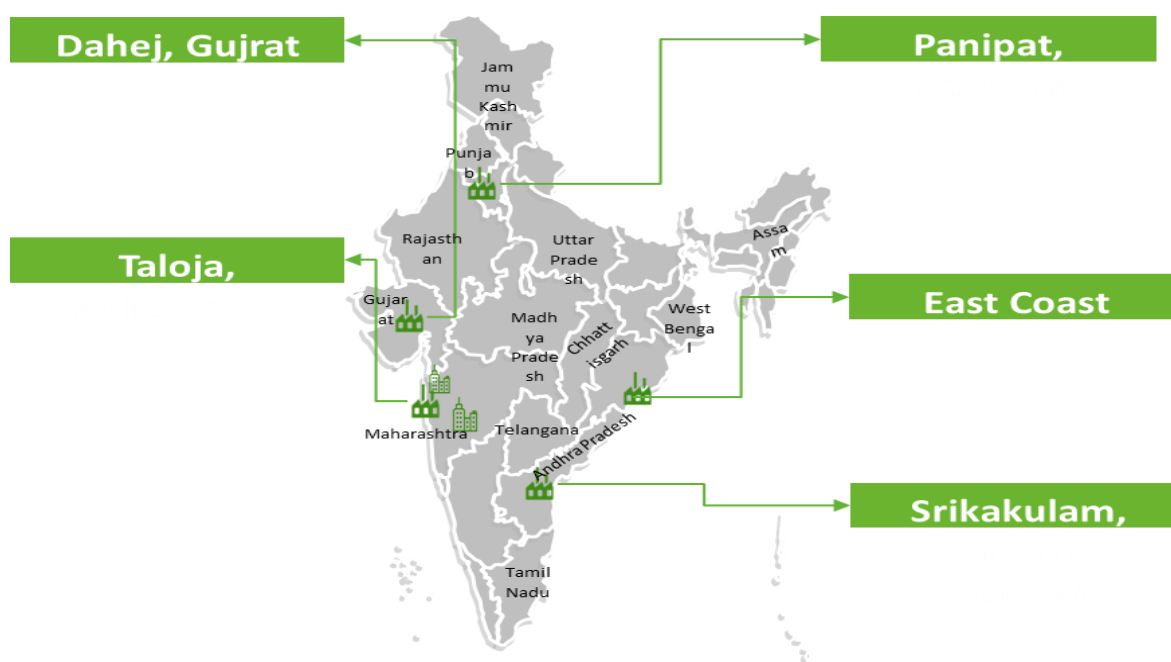 Dahej, Gujrat
Panipat,
Jam
mu
Kash
mir
Punja
b
Taloja,
Rajasth
an
Uttar
Prade
sh
Assa
m
East Coast
Gujar
at
West
Benga
l
Madh
ya
Prade
sh
Chhatt
isgarh
Maharashtra
Telangana
Andhra Pradesh
Srikakulam,
Tamil
Nadu